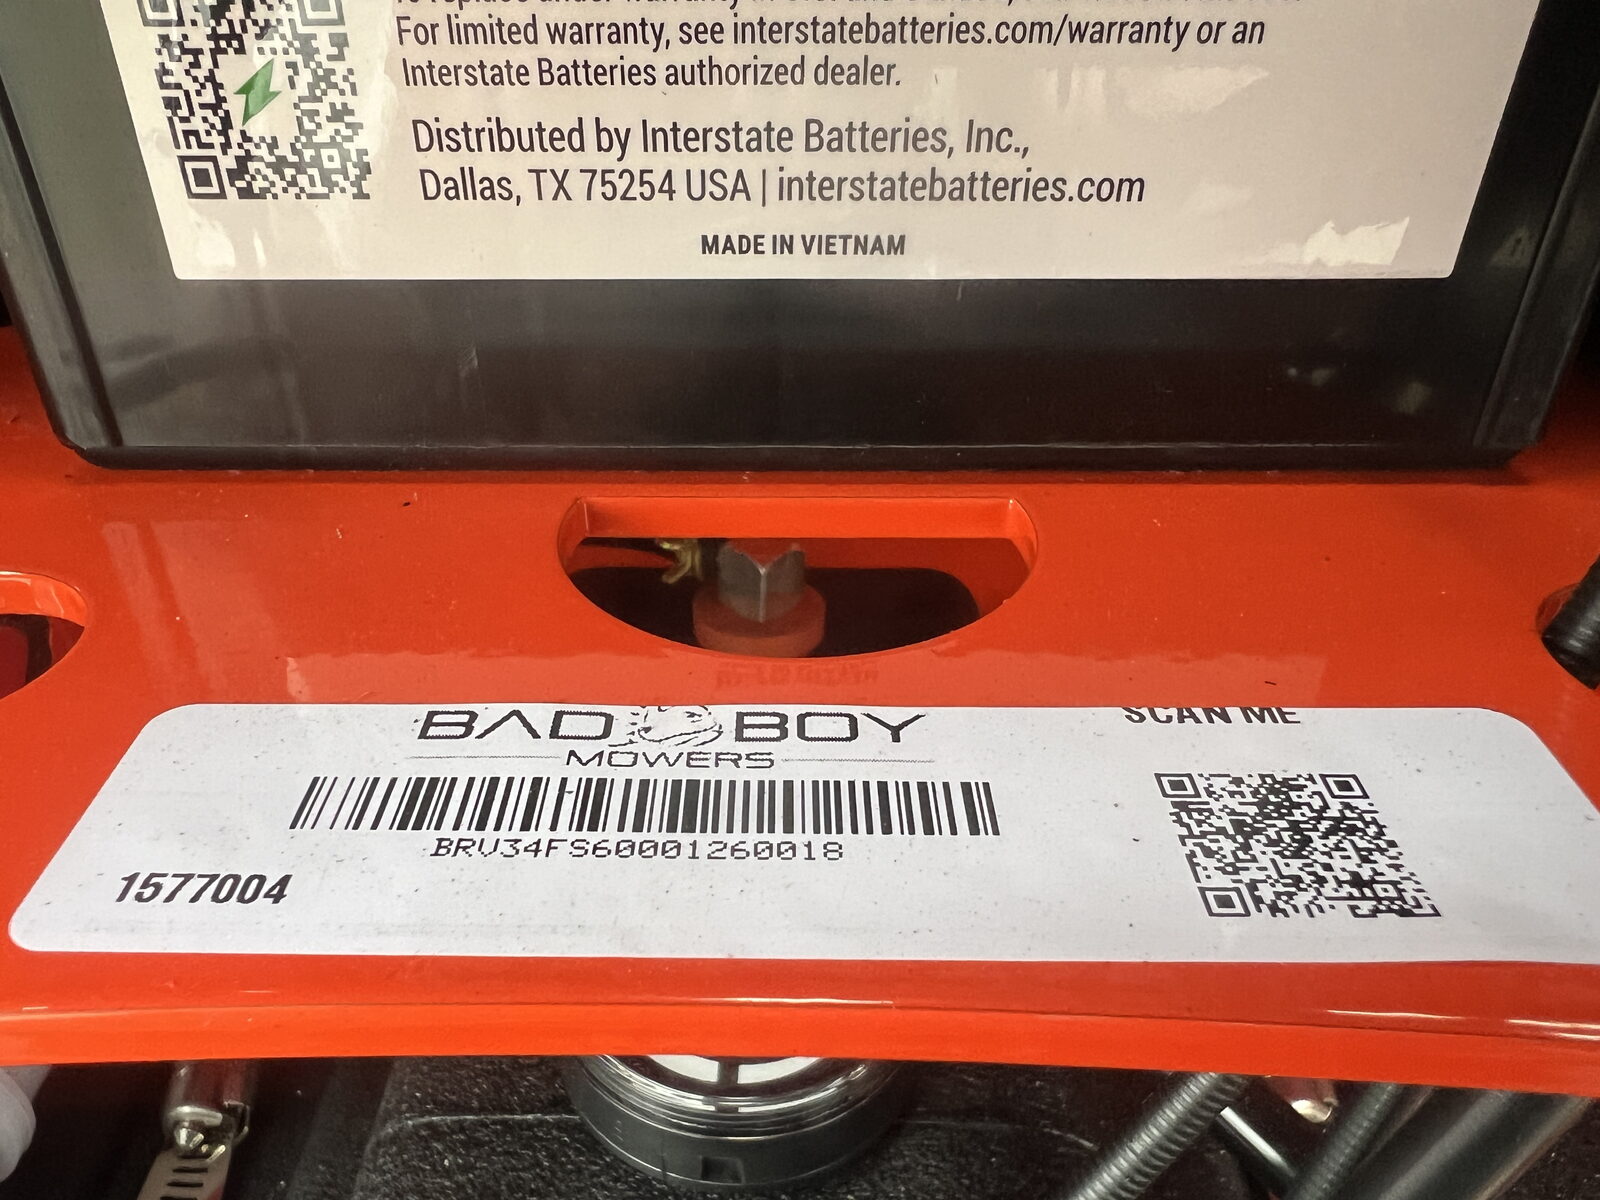 For limited warranty, see interstatebatteries.com/warranty or an
Interstate Batteries authorized dealer.
Distributed by Interstate Batteries, Inc.,
Dallas, TX 75254 USA | interstatebatteries.com
MADE IN VIETNAM
BAD BOY
MOWERS
SCAN ME
BRV34FS60001260018
1577004